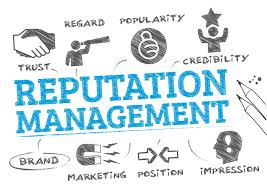 REGARD
POPULARITY
TRUST
CREDIBILITY
REPUTATION
MANAGEMENT
BRAND
MARKETING
POSITION
IMPRESSION